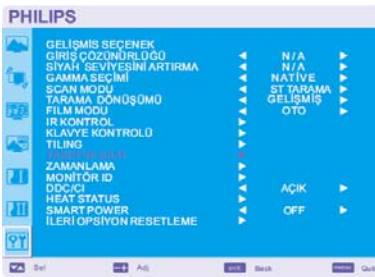 PHILIPS
GELİŞMİS SEÇENEK
GİRİŞ ÇÖZÜNÜRLÜĞÜ N/A
SİYAH SEVİYESİNİ ARTIRMA N/A
GAMMA SEÇİMİ NATİVE
SCAN MODU ST TARAMA
TARAMA DÖNÜŞÜMÜ GELİŞMİŞ
FILM MODU OTO
IR KONTROL
KLAVYE KONTROLÜ
TILING
ZAMANLAMA
MONİTÖR ID
DDC/CI AÇIK
HEAT STATUS
SMART POWER OFF
İLERİ OPSİYON RESETLEME
Sel Adj Back Quit